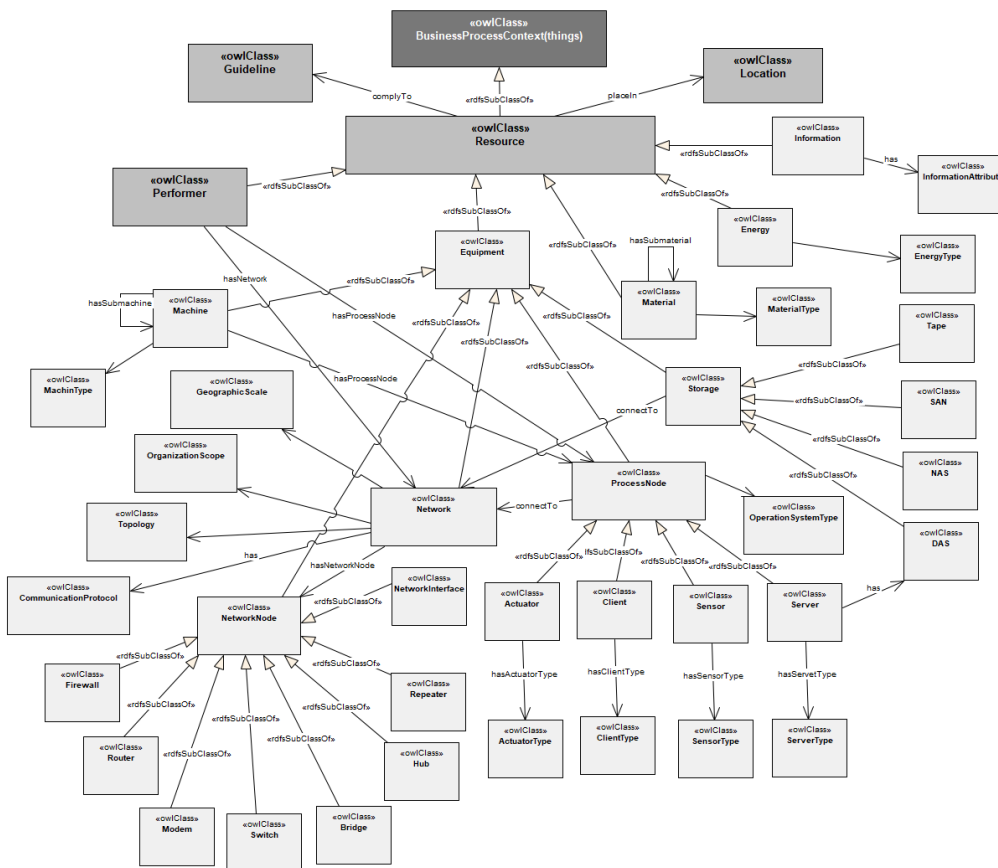 «owlClass»
BusinessProcessContext(things)
«owlClass»
Guideline
«owlClass»
Location
complyTo
«rdfsSubClassOf»
placeIn
«owlClass»
Resource
«owlClass»
Information
«rdfsSubClassOf»
has
«owlClass»
InformationAttribut
«owlClass»
Performer
«rdfsSubClassOf»
«rdfsSubClassOf»
«rdfsSubClassOf»
«owlClass»
Energy
«owlClass»
Equipment
hasSubmaterial
«owlClass»
EnergyType
«rdfsSubClassOf»
hasNetwork
«rdfsSubClassOf»
«owlClass»
Machine
hasSubmachine
«owlClass»
Material
«owlClass»
MaterialType
«owlClass»
Tape
hasProcessNode
«rdfsSubClassOf»
«rdfsSubClassOf»
«owlClass»
MachinType
«owlClass»
GeographicScale
hasProcessNode
«rdfsSubClassOf»
«owlClass»
Storage
«rdfsSubClassOf»
«owlClass»
SAN
«rdfsSubClassOf»
connectTo
«rdfsSubClassOf»
«owlClass»
OrganizationScope
«rdfsSubClassOf»
«owlClass»
NAS
«owlClass»
ProcessNode
«rdfsSubClassOf»
«owlClass»
Network
connectTo
«owlClass»
OperationSystemType
«owlClass»
Topology
«owlClass»
DAS
has
hasNetworkNode
«rdfsSubClassOf»
ifsSubClassOf»
«rdfsSubClassOf»
«rdfsSubClassOf»
«owlClass»
CommunicationProtocol
«owlClass»
NetworkInterface
«owlClass»
Actuator
«owlClass»
Client
«owlClass»
Sensor
«owlClass»
Server
has
«owlClass»
NetworkNode
«rdfsSubClassOf»
«rdfsSubClassOf»
«owlClass»
Firewall
«rdfsSubClassOf»
«owlClass»
Repeater
hasActuatorType
hasClientType
hasSensorType
hasServetType
«rdfsSubClassOf»
«rdfsSubClassOf»
«rdfsSubClassOf»
«owlClass»
Router
«rdfsSubClassOf»
«rdfsSubClassOf»
«owlClass»
Hub
«owlClass»
ActuatorType
«owlClass»
ClientType
«owlClass»
SensorType
«owlClass»
ServerType
«owlClass»
Modem
«owlClass»
Switch
«owlClass»
Bridge